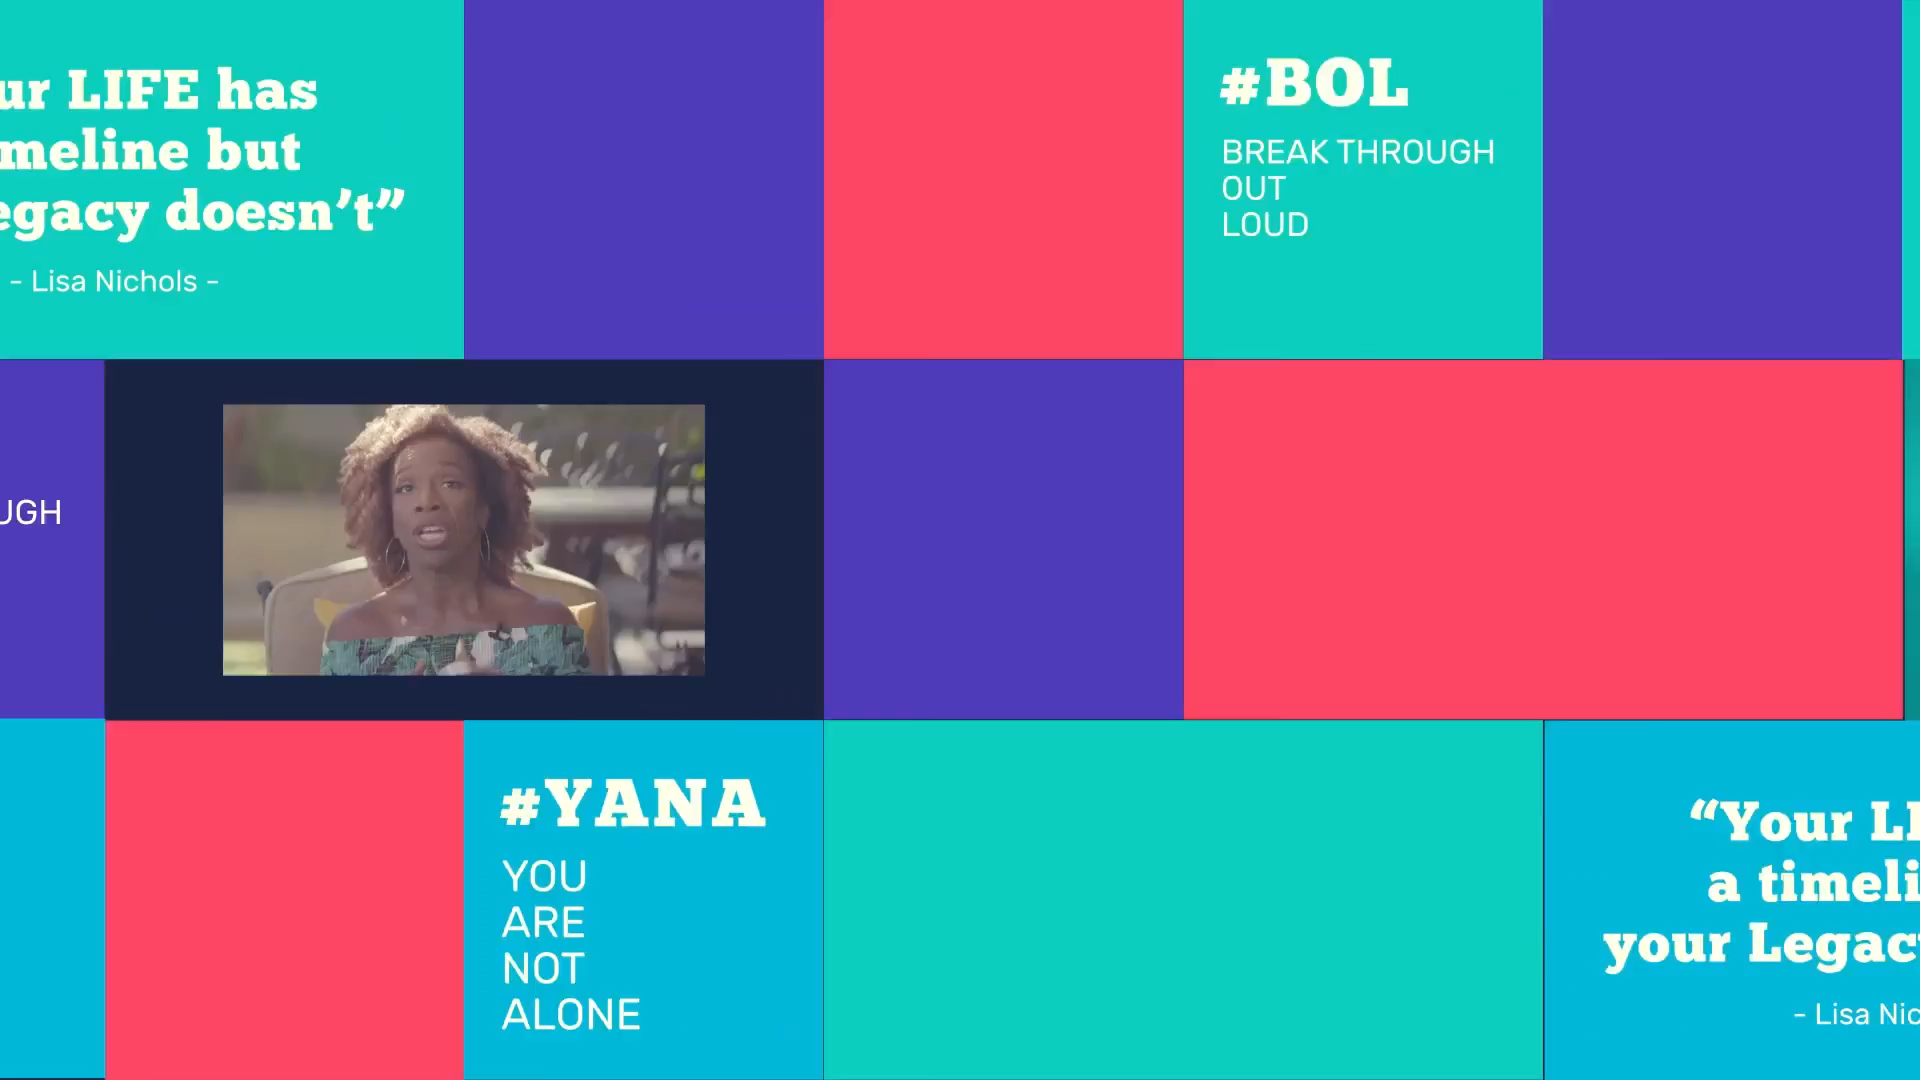 ur LIFE has
meline but
egacy doesn’t”
- Lisa Nichols -
#BOL
BREAK THROUGH
OUT
LOUD
UGH
#YANA
YOU
ARE
NOT
ALONE
“Your LI
a timeli
your Legac
- Lisa Nic